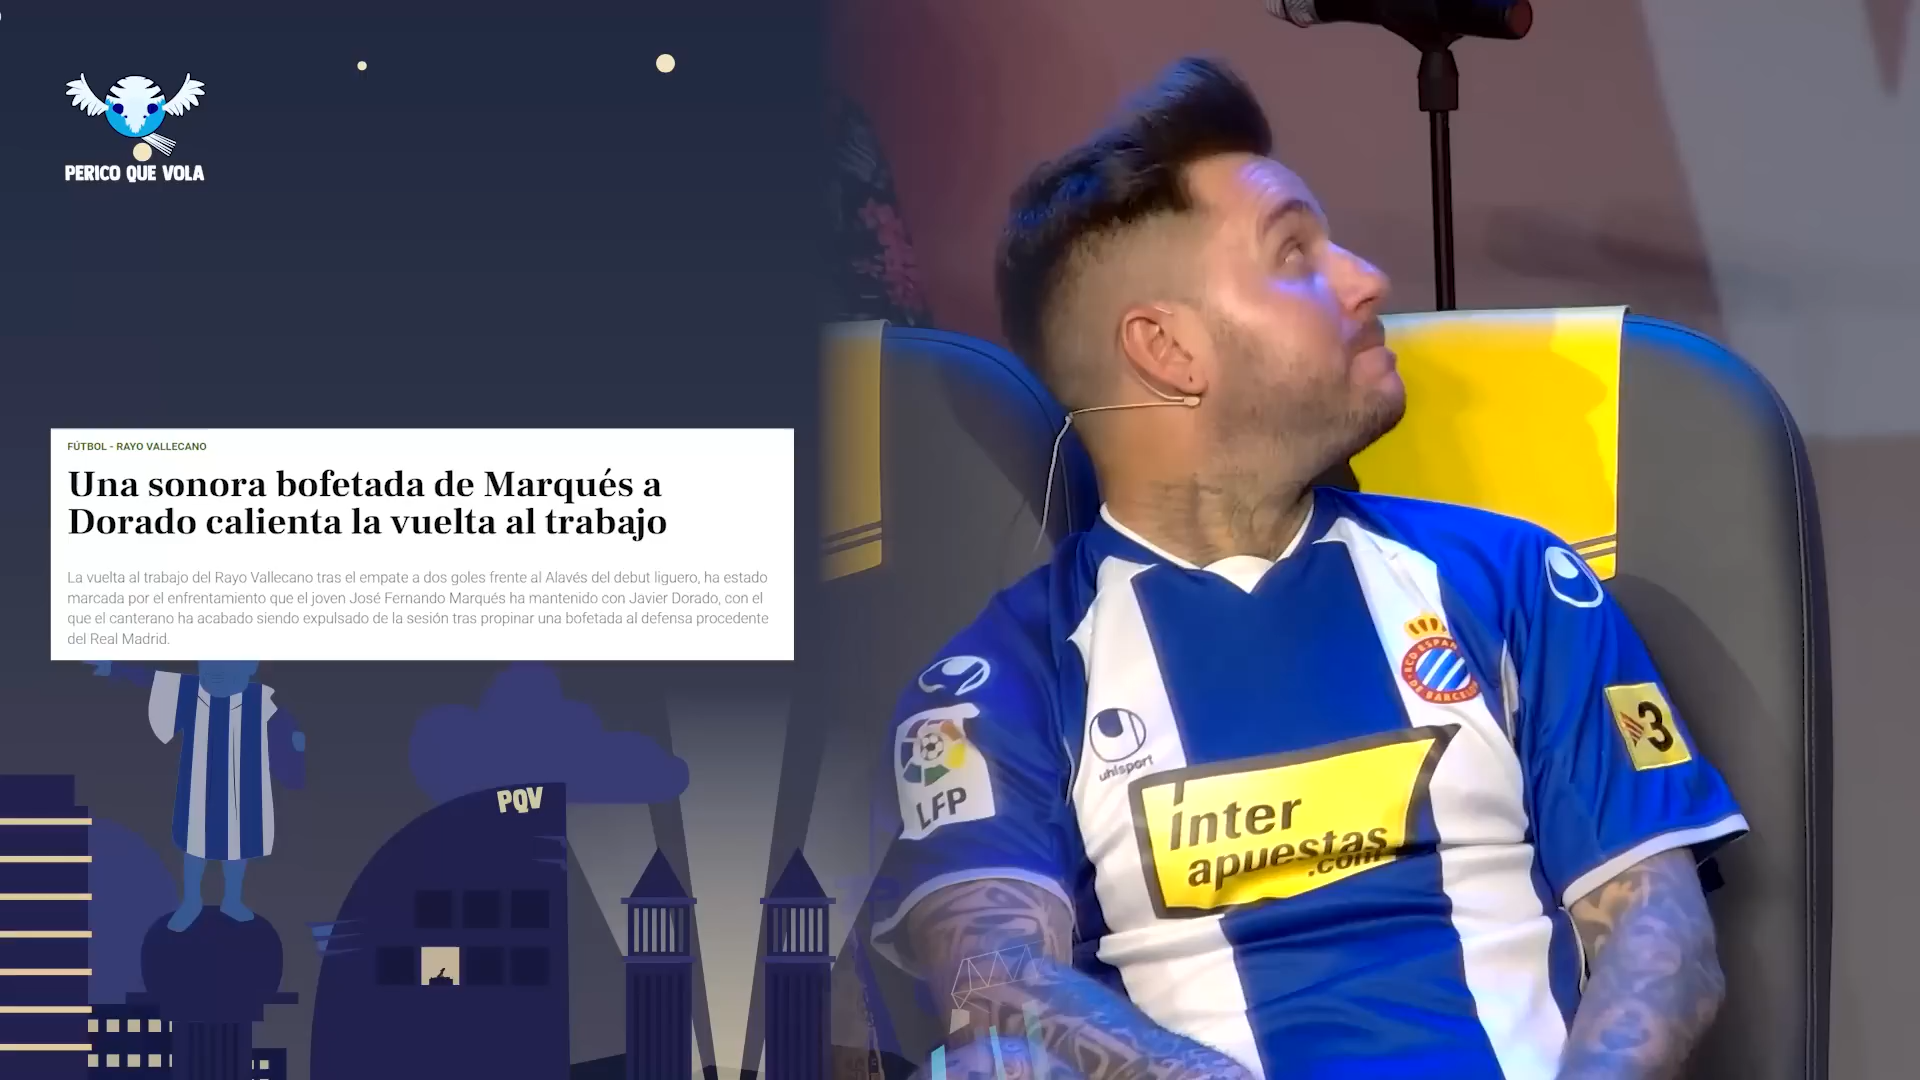 PERICO QUE VOLA
FÚTBOL - RAYO VALLECANO
Una sonora bofetada de Marqués a
Dorado calienta la vuelta al trabajo
La vuelta al trabajo del Rayo Vallecano tras el empate a dos goles frente al Alavés del debut liguero, ha estado
marcada por el enfrentamiento que el joven José Fernando Marqués ha mantenido con Javier Dorado, con el
que el canterano ha acabado siendo expulsado de la sesión tras propinar una bofetada al defensa procedente
del Real Madrid.
PQV
RCD ESPAN
DE BARCELO
3
uhlsport
LFP
inter
apuestas
.com